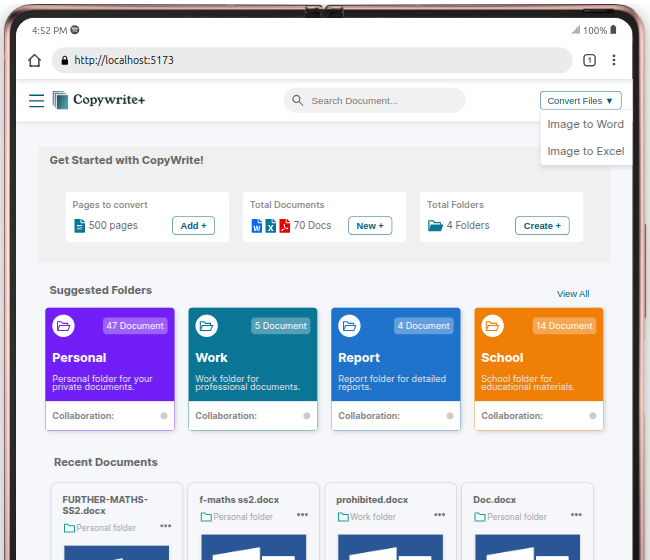 4:52 PM
100%
http://localhost:5173
1
Copywrite+
Search Document...
Convert Files ▼
Image to Word
Image to Excel
Get Started with CopyWrite!
Pages to convert
500 pages
Add +
Total Documents
W X 70 Docs
New +
Total Folders
4 Folders
Create +
Suggested Folders
View All
47 Document
Personal
Personal folder for your
private documents.
Collaboration:
5 Document
Work
Work folder for
professional documents.
Collaboration:
4 Document
Report
Report folder for detailed
reports.
Collaboration:
14 Document
School
School folder for
educational materials.
Collaboration:
Recent Documents
FURTHER-MATHS-
SS2.docx
Personal folder
f-maths ss2.docx
Personal folder
prohibited.docx
Work folder
Doc.docx
Personal folder